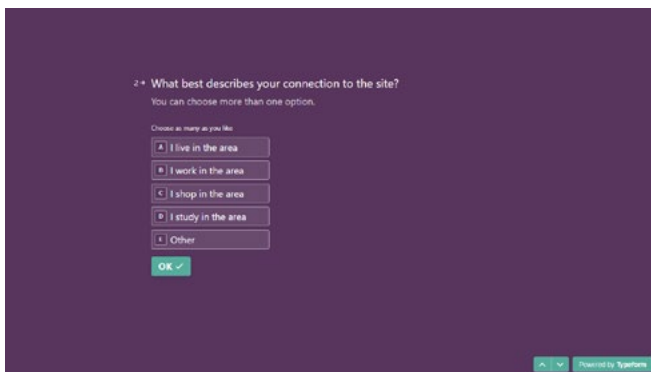 2→ What best describes your connection to the site?
You can choose more than one option.
Choose as many as you like
A I live in the area
B I work in the area
C I shop in the area
D I study in the area
E Other
OK ✓
Powered by Typeform